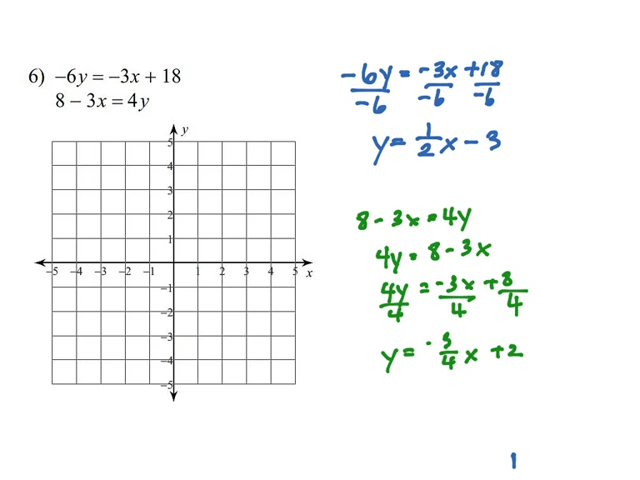 6) −6y = −3x + 18
8 − 3x = 4y
y
5
4
3
2
1
−5 −4 −3 −2 −1 1 2 3 4 5 x
−1
−2
−3
−4
−5
-6y = -3x +18
-6 -6 -6
y = 1/2 x - 3
8 - 3x = 4y
4y = 8 - 3x
4y = -3x + 8
4 4 4
y = -3/4 x + 2
1